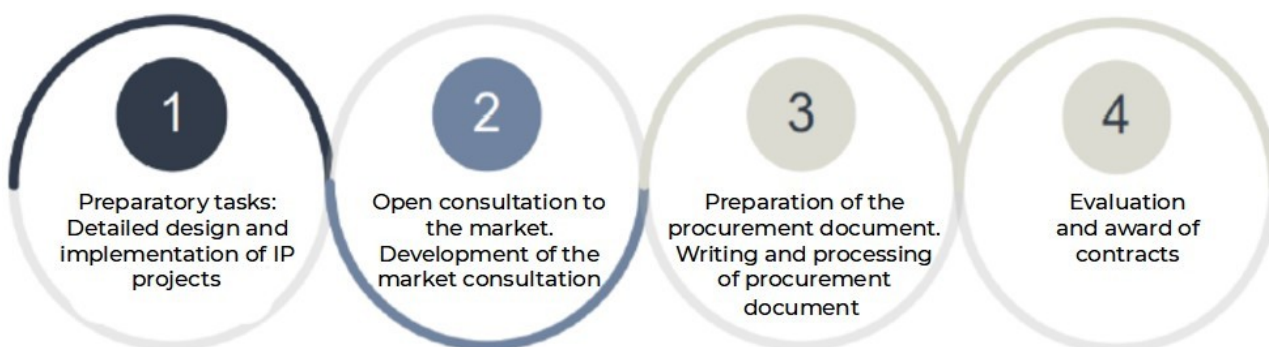 1
Preparatory tasks:
Detailed design and
implementation of IP
projects
2
Open consultation to
the market.
Development of the
market consultation
3
Preparation of the
procurement document.
Writing and processing
of procurement
document
4
Evaluation
and award of
contracts